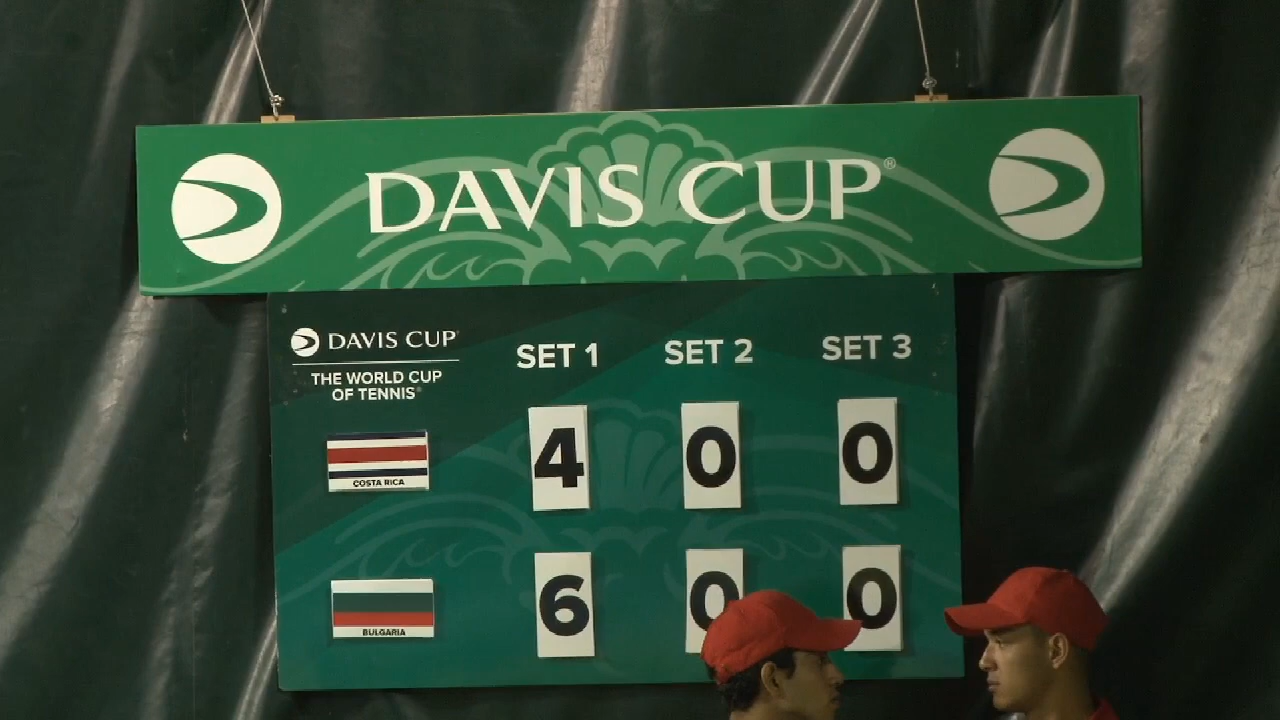 DAVIS CUP®
DAVIS CUP®
THE WORLD CUP
OF TENNIS®
SET 1 SET 2 SET 3
COSTA RICA 4 0 0
BULGARIA 6 0 0